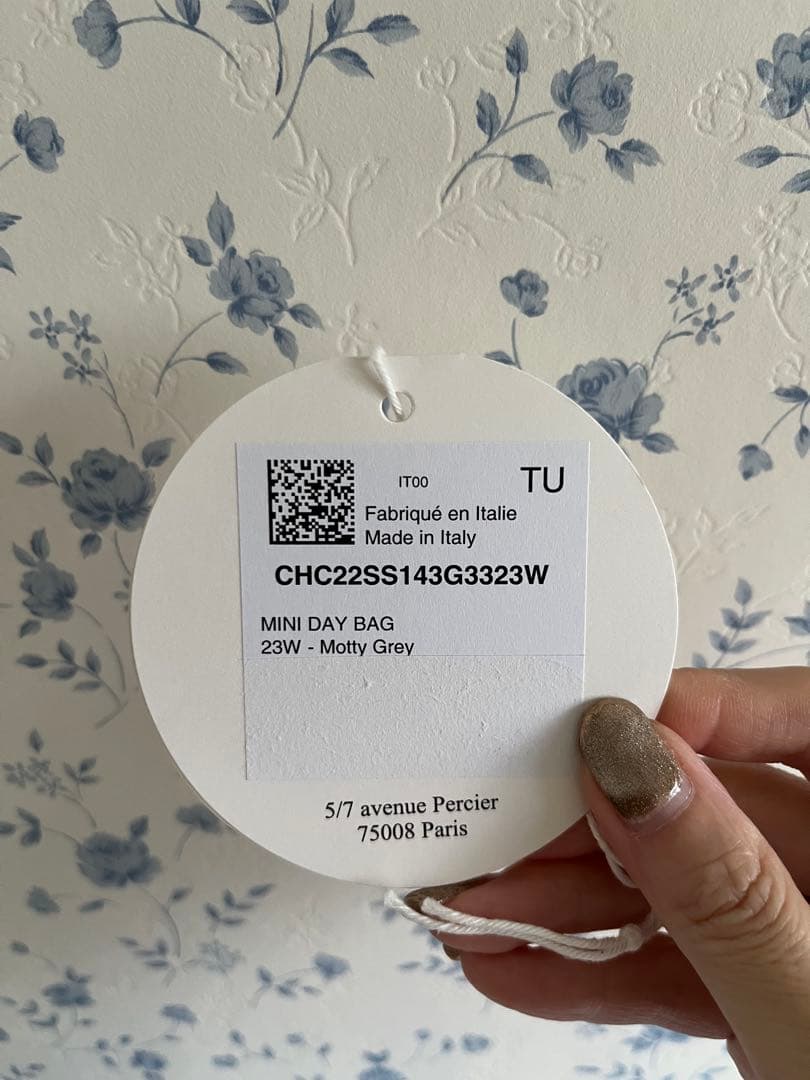 IT00
TU
Fabriqué en Italie
Made in Italy
CHC22SS143G3323W
MINI DAY BAG
23W - Motty Grey
5/7 avenue Percier
75008 Paris